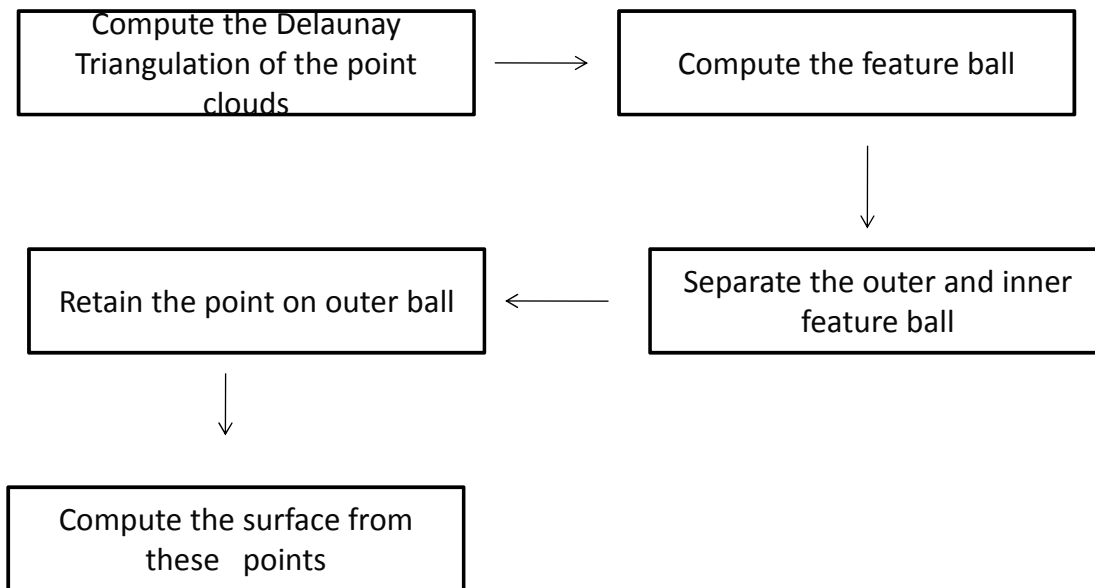 Compute the Delaunay
Triangulation of the point
clouds
Compute the feature ball
Separate the outer and inner
feature ball
Retain the point on outer ball
Compute the surface from
these points